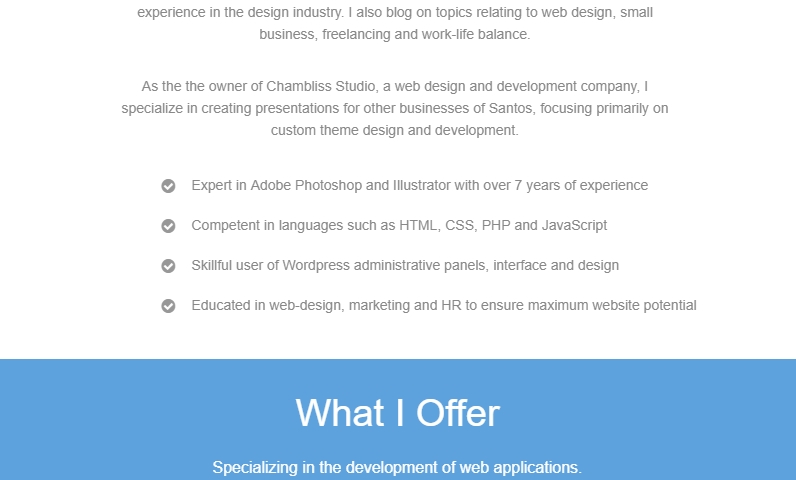 experience in the design industry. I also blog on topics relating to web design, small
business, freelancing and work-life balance.
As the the owner of Chambliss Studio, a web design and development company, I
specialize in creating presentations for other businesses of Santos, focusing primarily on
custom theme design and development.
Expert in Adobe Photoshop and Illustrator with over 7 years of experience
Competent in languages such as HTML, CSS, PHP and JavaScript
Skillful user of Wordpress administrative panels, interface and design
Educated in web-design, marketing and HR to ensure maximum website potential
What I Offer
Specializing in the development of web applications.